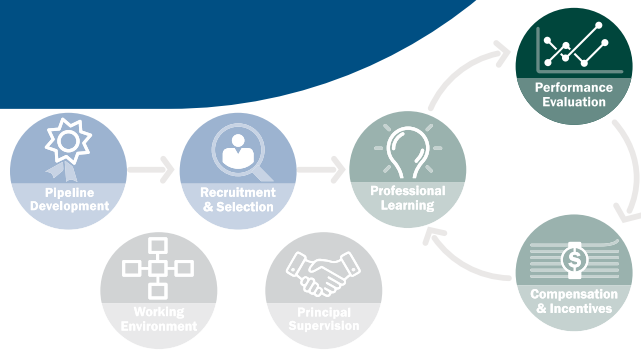 Performance
Evaluation
Pipeline
Development
Recruitment
& Selection
Professional
Learning
Compensation
& Incentives
$
Working
Environment
Principal
Supervision